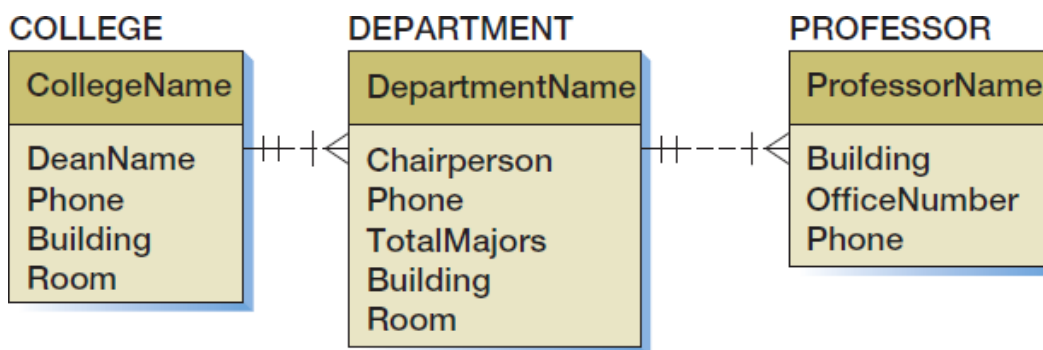 COLLEGE
CollegeName
DeanName
Phone
Building
Room
DEPARTMENT
DepartmentName
Chairperson
Phone
TotalMajors
Building
Room
PROFESSOR
ProfessorName
Building
OfficeNumber
Phone